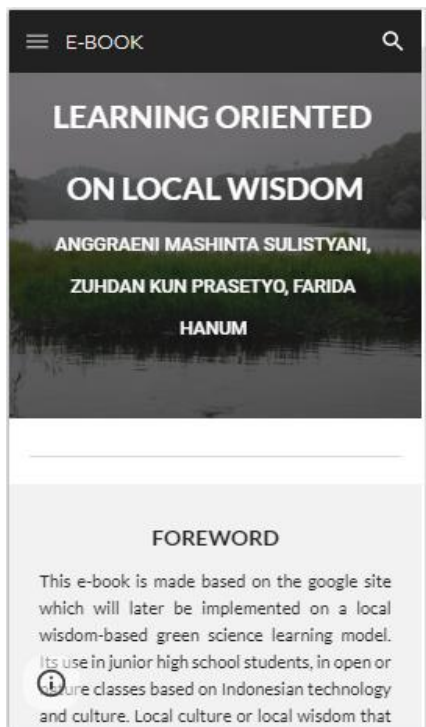 E-BOOK
LEARNING ORIENTED
ON LOCAL WISDOM
ANGGRAENI MASHINTA SULISTYANI,
ZUHDAN KUN PRASETYO, FARIDA
HANUM
FOREWORD
This e-book is made based on the google site
which will later be implemented on a local
wisdom-based green science learning model.
Its use in junior high school students, in open or
nature classes based on Indonesian technology
and culture. Local culture or local wisdom that